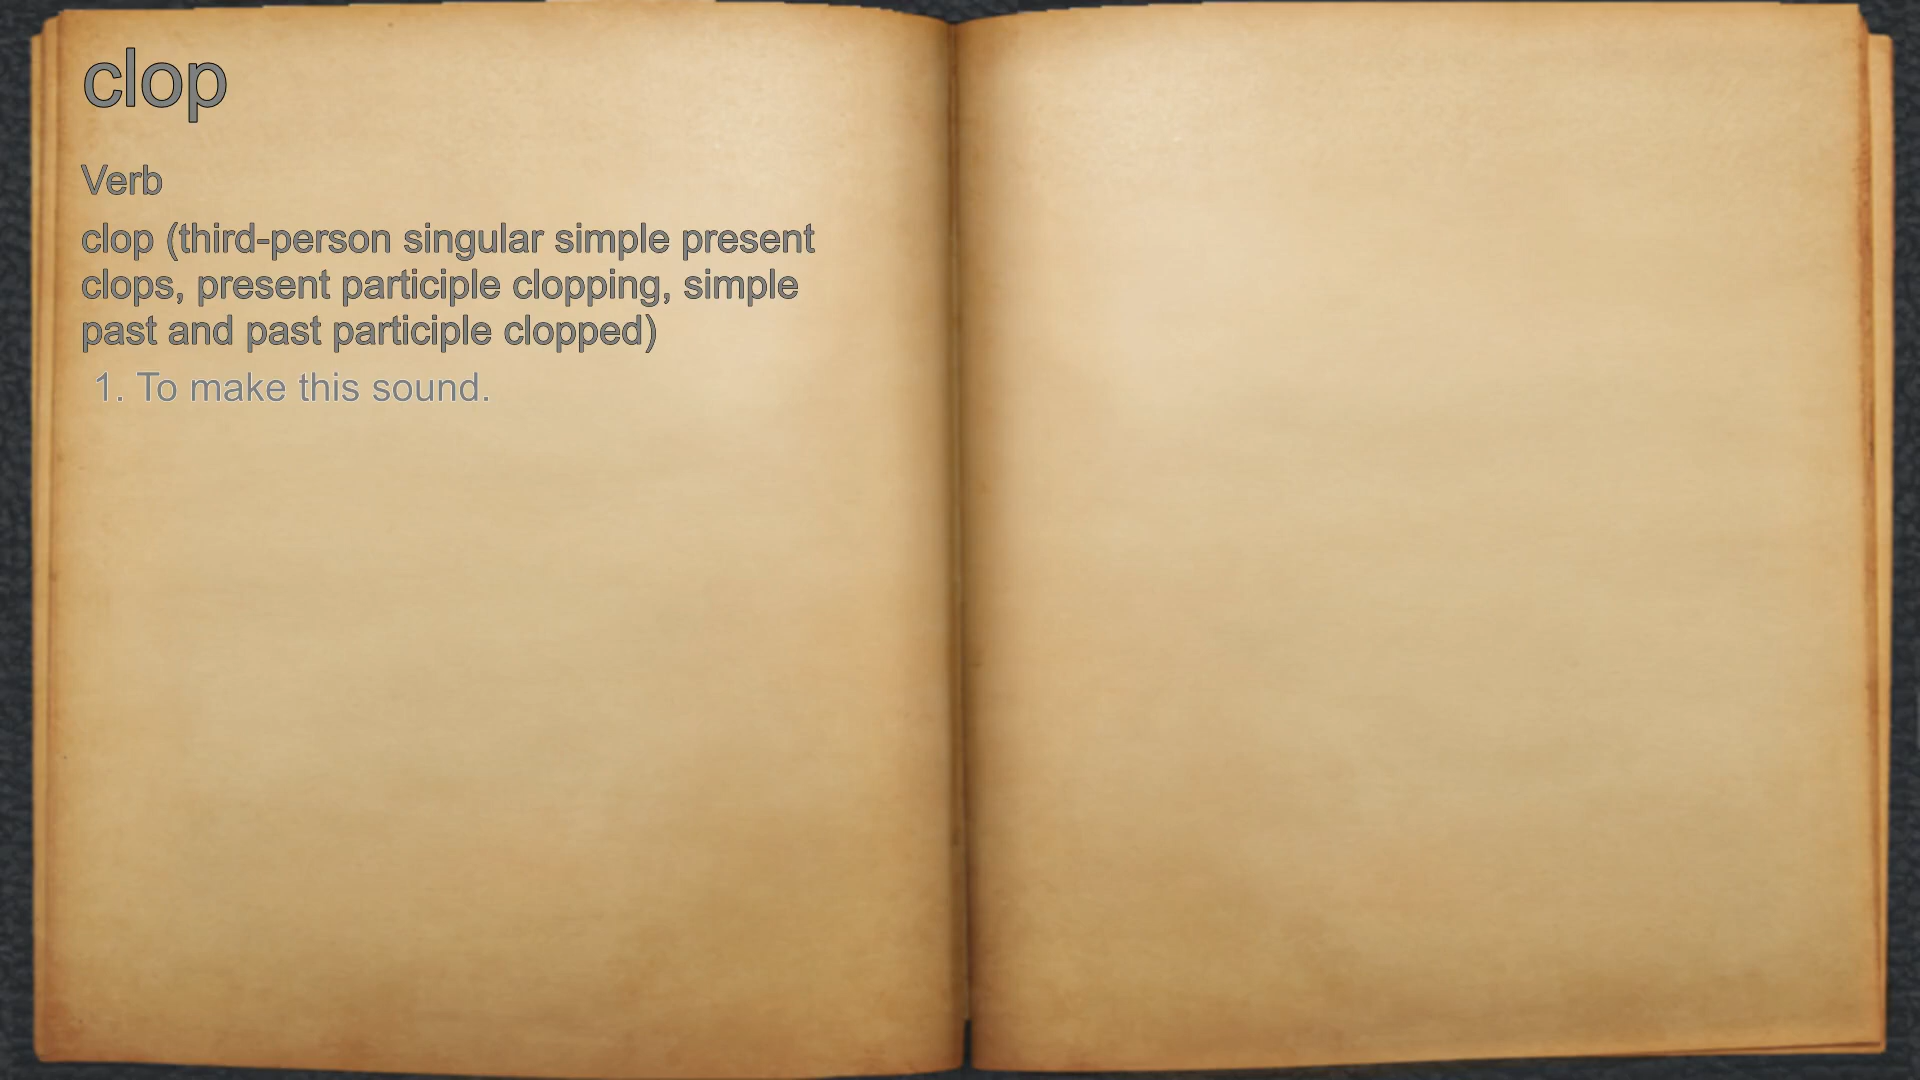 clop
Verb
clop (third-person singular simple present
clops, present participle clopping, simple
past and past participle clopped)
1. To make this sound.